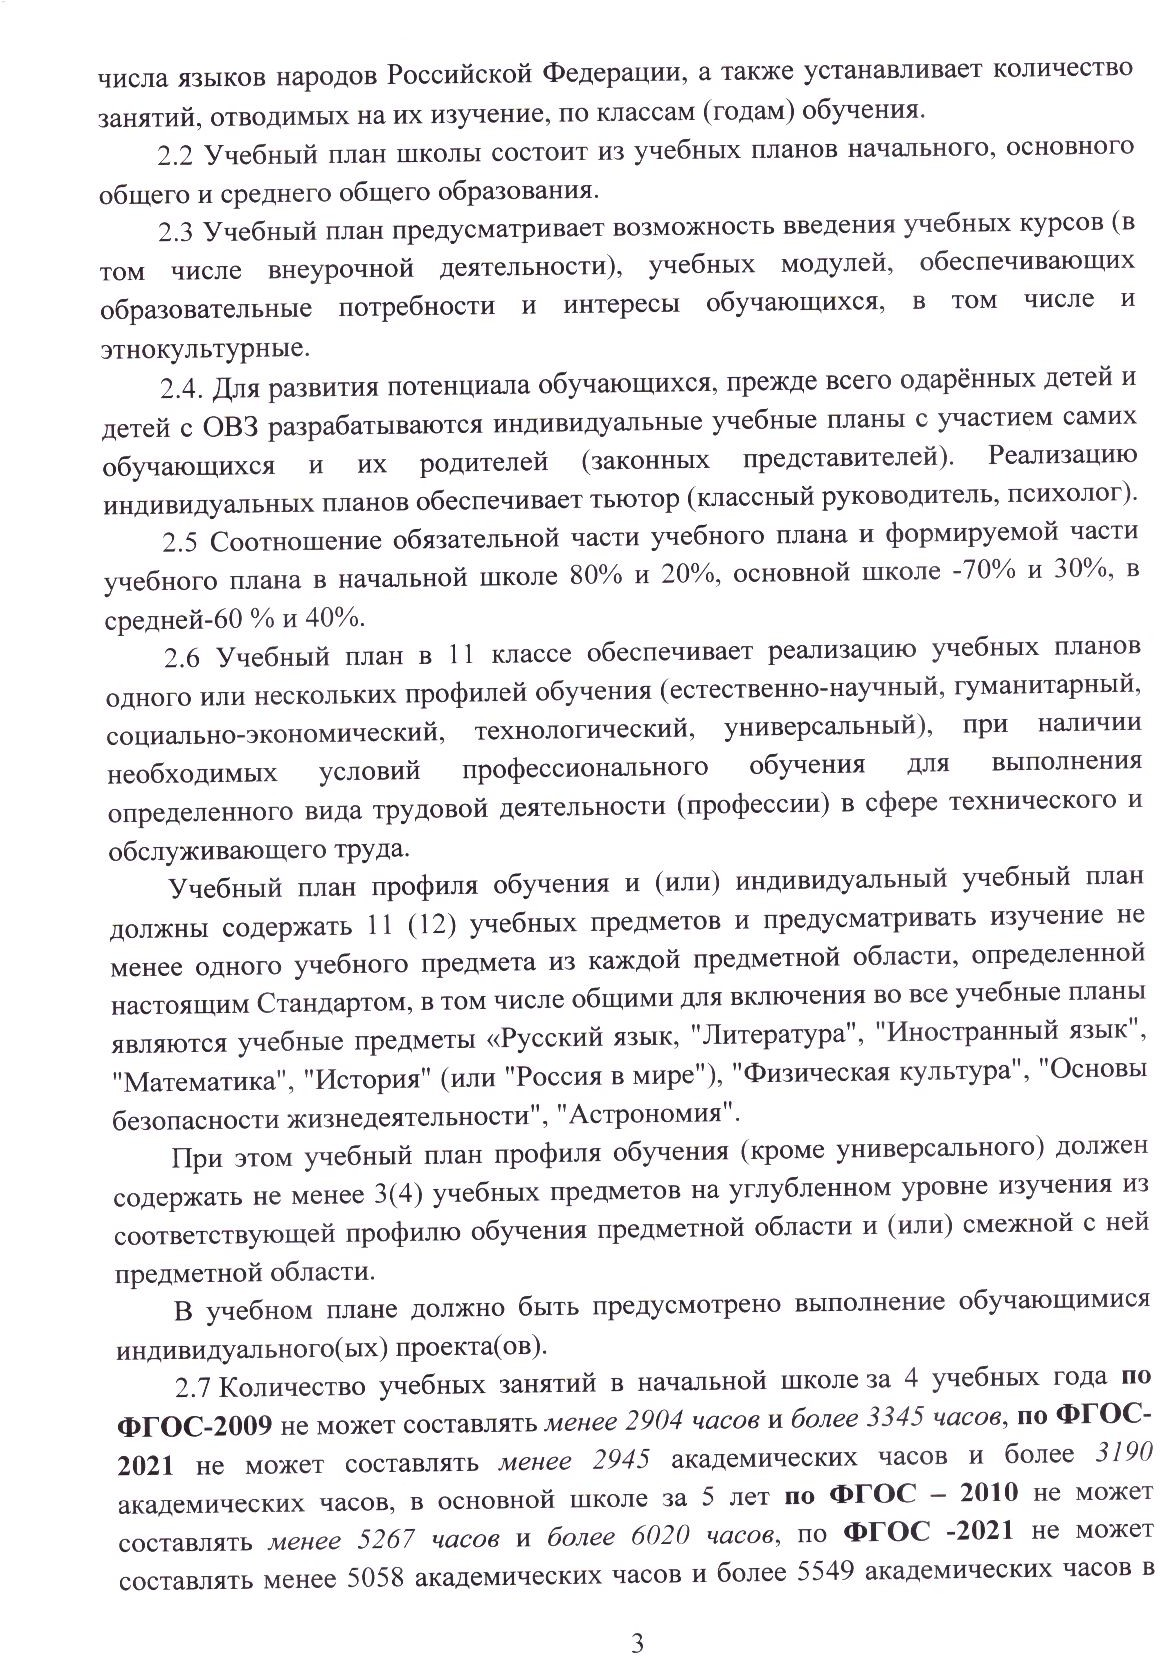 числа языков народов Российской Федерации, а также устанавливает количество
занятий, отводимых на их изучение, по классам (годам) обучения.
2.2 Учебный план школы состоит из учебных планов начального, основного
общего и среднего общего образования.
2.3 Учебный план предусматривает возможность введения учебных курсов (в
том числе внеурочной деятельности), учебных модулей, обеспечивающих
образовательные потребности и интересы обучающихся, в том числе и
этнокультурные.
2.4. Для развития потенциала обучающихся, прежде всего одарённых детей и
детей с ОВЗ разрабатываются индивидуальные учебные планы с участием самих
обучающихся и их родителей (законных представителей). Реализацию
индивидуальных планов обеспечивает тьютор (классный руководитель, психолог).
2.5 Соотношение обязательной части учебного плана и формируемой части
учебного плана в начальной школе 80% и 20%, основной школе -70% и 30%, в
средней-60 % и 40%.
2.6 Учебный план в 11 классе обеспечивает реализацию учебных планов
одного или нескольких профилей обучения (естественно-научный, гуманитарный,
социально-экономический, технологический, универсальный), при наличии
необходимых условий профессионального обучения для выполнения
определенного вида трудовой деятельности (профессии) в сфере технического и
обслуживающего труда.
Учебный план профиля обучения и (или) индивидуальный учебный план
должны содержать 11 (12) учебных предметов и предусматривать изучение не
менее одного учебного предмета из каждой предметной области, определенной
настоящим Стандартом, в том числе общими для включения во все учебные планы
являются учебные предметы «Русский язык, "Литература", "Иностранный язык",
"Математика", "История" (или "Россия в мире"), "Физическая культура", "Основы
безопасности жизнедеятельности", "Астрономия".
При этом учебный план профиля обучения (кроме универсального) должен
содержать не менее 3(4) учебных предметов на углубленном уровне изучения из
соответствующей профилю обучения предметной области и (или) смежной с ней
предметной области.
В учебном плане должно быть предусмотрено выполнение обучающимися
индивидуального(ых) проекта(ов).
2.7 Количество учебных занятий в начальной школе за 4 учебных года по
ФГОС-2009 не может составлять менее 2904 часов и более 3345 часов, по ФГОС-
2021 не может составлять менее 2945 академических часов и более 3190
академических часов, в основной школе за 5 лет по ФГОС – 2010 не может
составлять менее 5267 часов и более 6020 часов, по ФГОС -2021 не может
составлять менее 5058 академических часов и более 5549 академических часов в
3